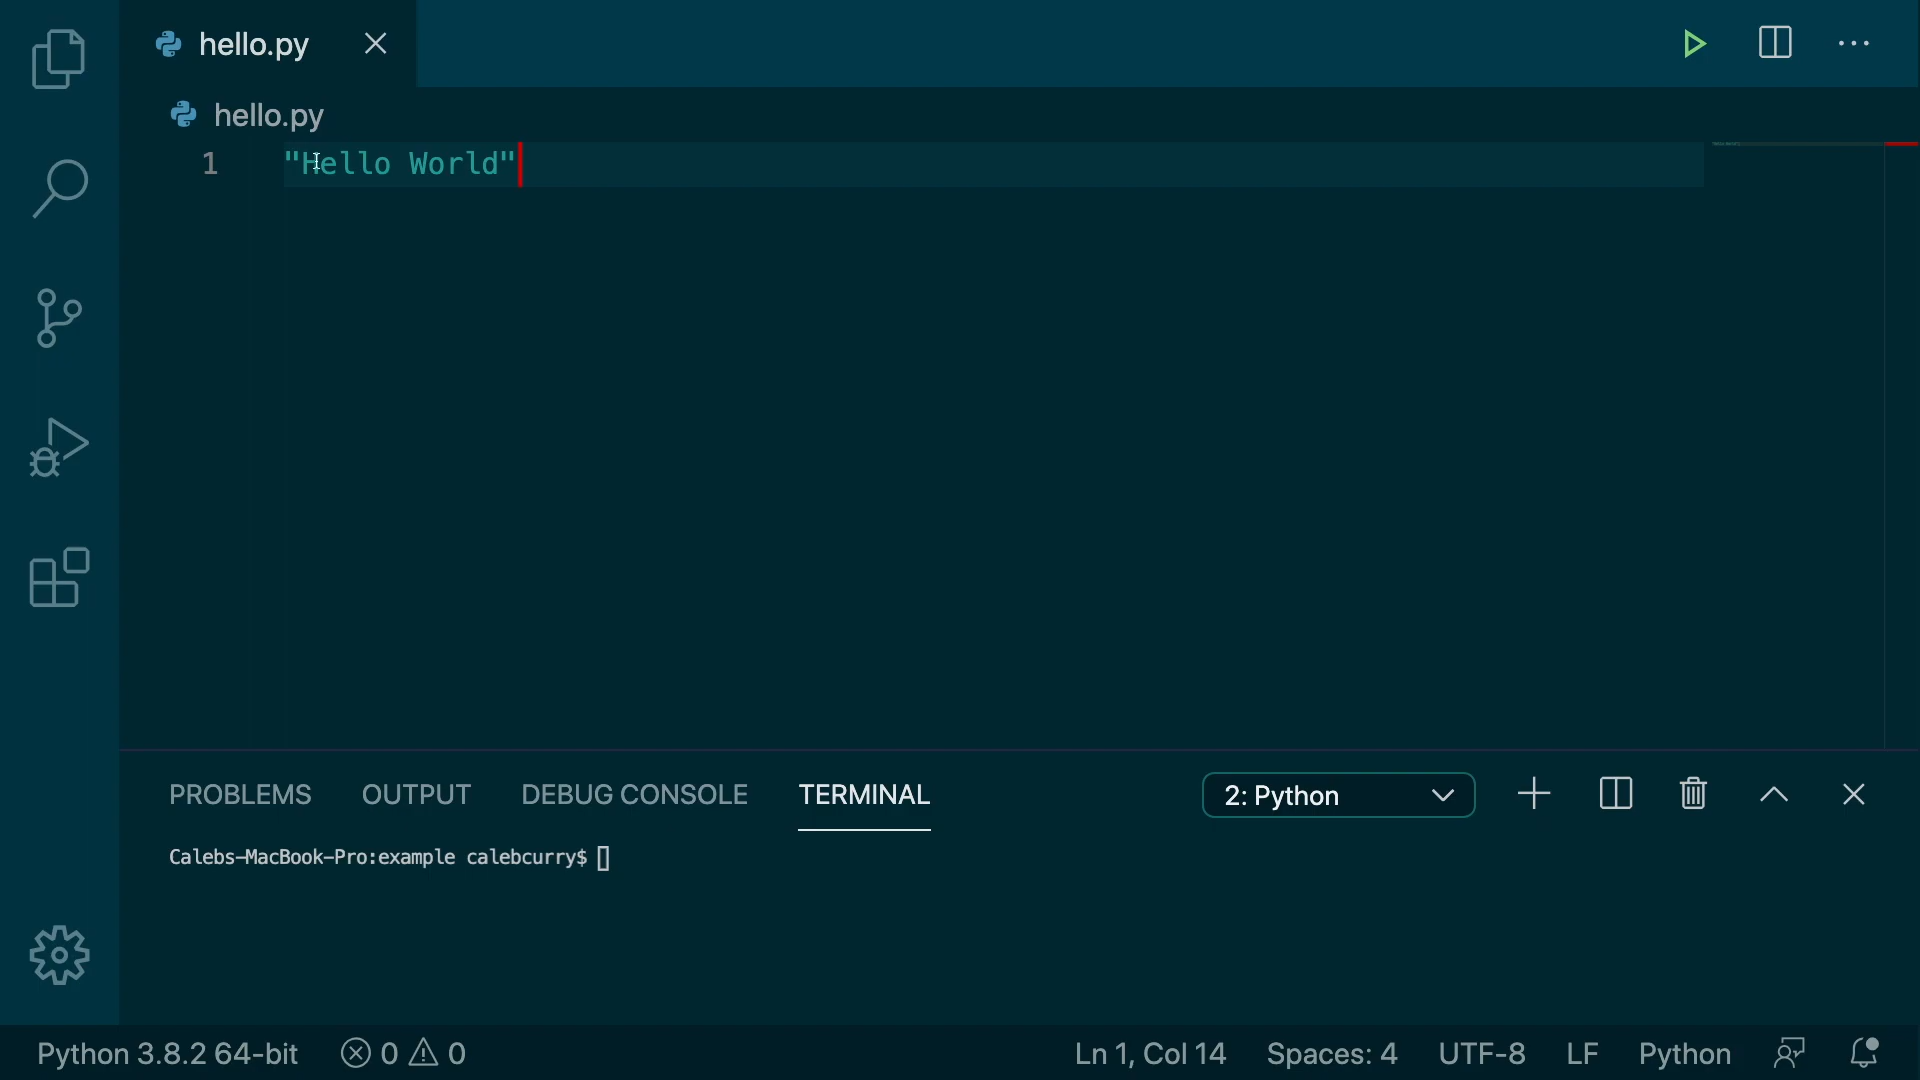 hello.py
hello.py
1 "Hello World"
PROBLEMS OUTPUT DEBUG CONSOLE TERMINAL 2: Python
Calebs-MacBook-Pro:example calebcurry$
Python 3.8.2 64-bit 0 0 Ln 1, Col 14 Spaces: 4 UTF-8 LF Python